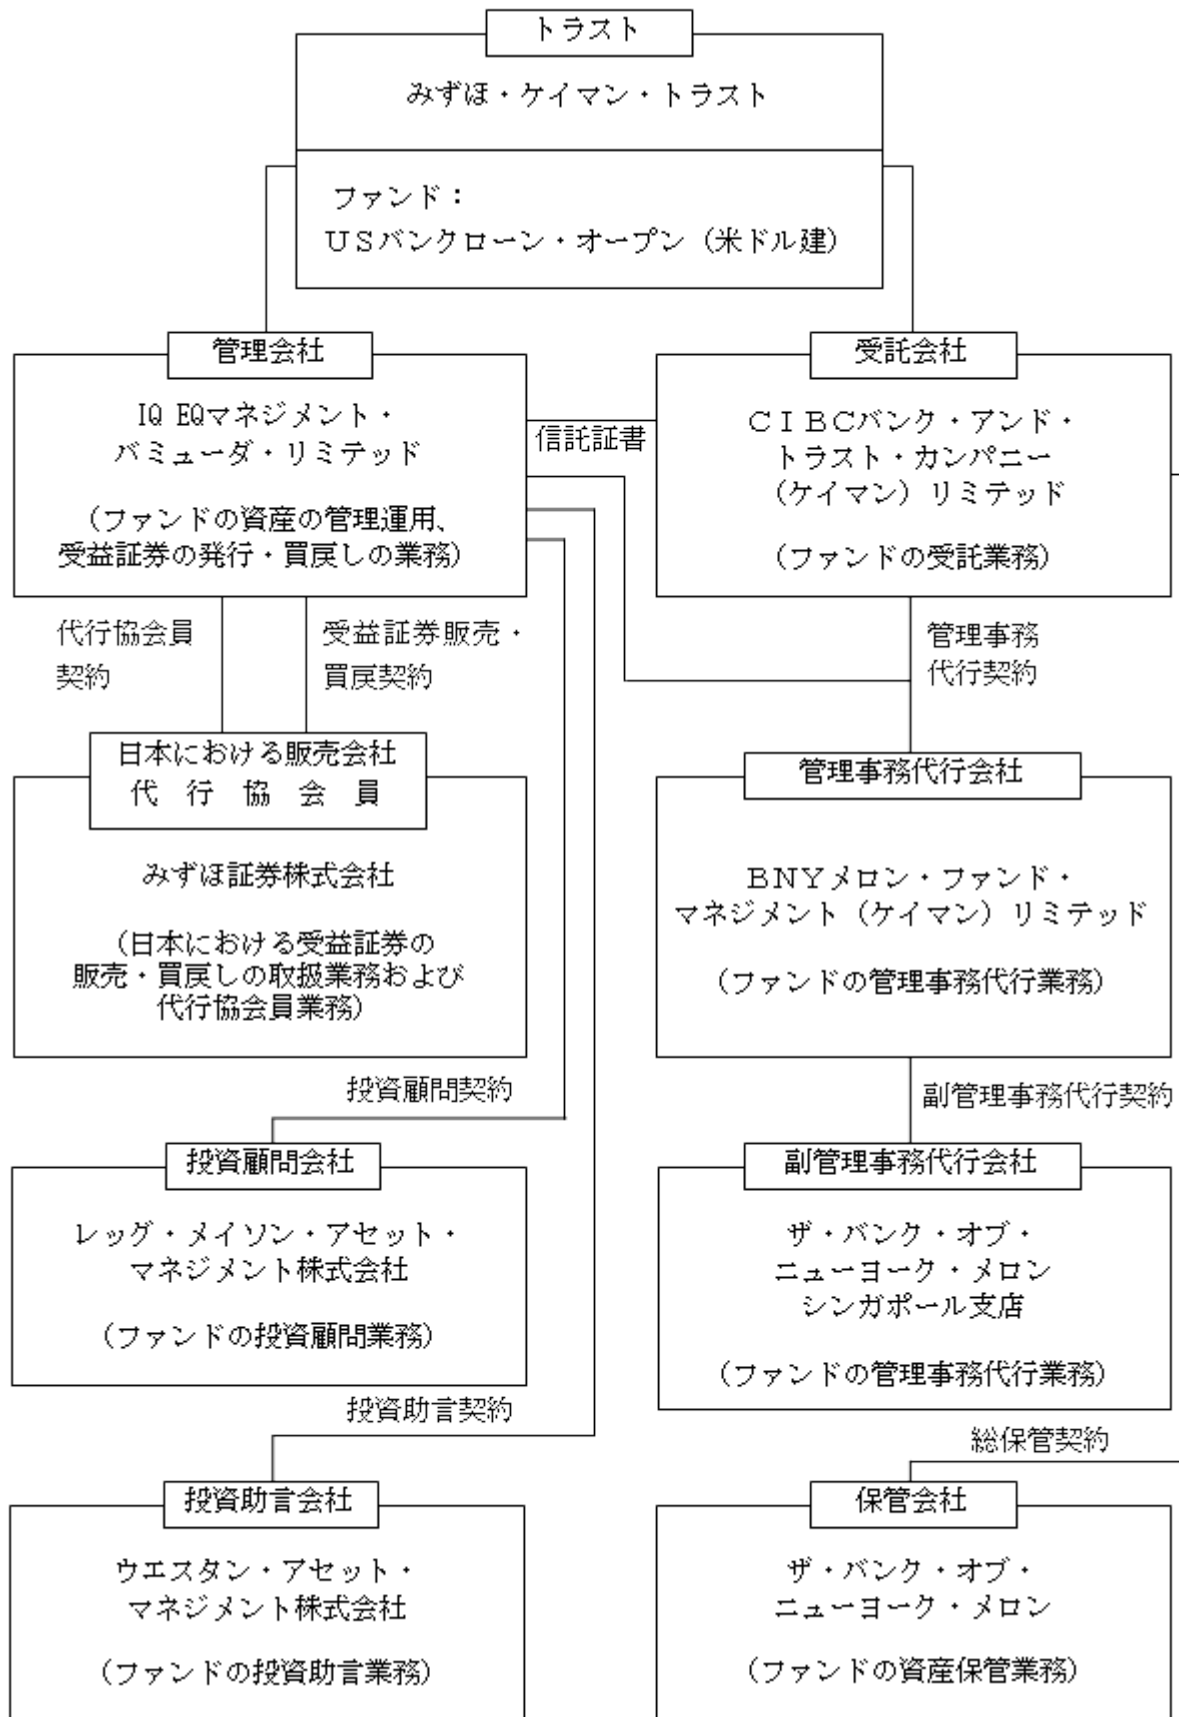 トラスト
みずほ・ケイマン・トラスト
ファンド：
ＵＳバンクローン・オープン（米ドル建）
管理会社
IQ EQマネジメント・
バミューダ・リミテッド
（ファンドの資産の管理運用、
受益証券の発行・買戻しの業務）
信託証書
受託会社
ＣＩＢＣバンク・アンド・
トラスト・カンパニー
（ケイマン）リミテッド
（ファンドの受託業務）
代行協会員
契約
受益証券販売・
買戻契約
管理事務
代行契約
日本における販売会社
代行協会員
みずほ証券株式会社
（日本における受益証券の
販売・買戻しの取扱業務および
代行協会員業務）
管理事務代行会社
ＢＮＹメロン・ファンド・
マネジメント（ケイマン）リミテッド
（ファンドの管理事務代行業務）
投資顧問契約
副管理事務代行契約
投資顧問会社
レッグ・メイソン・アセット・
マネジメント株式会社
（ファンドの投資顧問業務）
副管理事務代行会社
ザ・バンク・オブ・
ニューヨーク・メロン
シンガポール支店
（ファンドの管理事務代行業務）
投資助言契約
総保管契約
投資助言会社
ウエスタン・アセット・
マネジメント株式会社
（ファンドの投資助言業務）
保管会社
ザ・バンク・オブ・
ニューヨーク・メロン
（ファンドの資産保管業務）